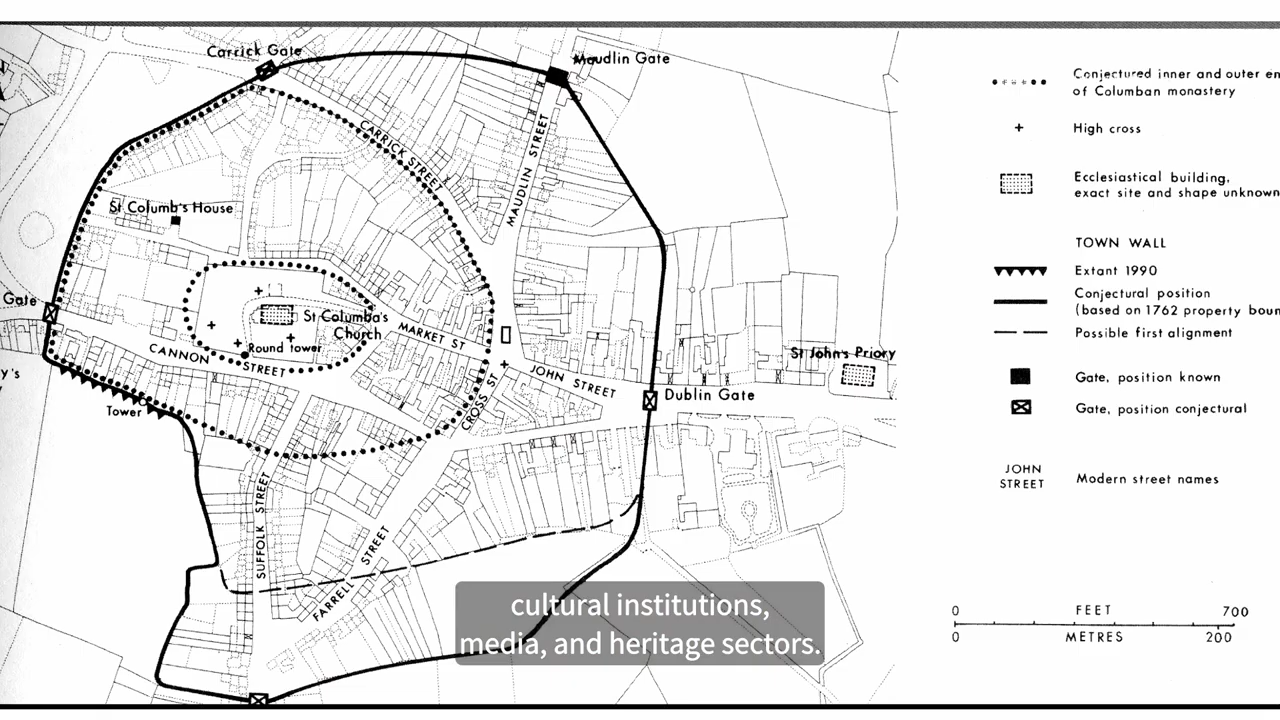 Carrick Gate
Maudlin Gate
CARRICK STREET
MAUDLIN STREET
St Columb's House
Gate
St Columba's
Church
MARKET ST
Round tower
CANNON
STREET
CROSS ST
JOHN STREET
St John's Priory
Dublin Gate
y's
Tower
SUFFOLK STREET
FARRELL STREET
Conjectured inner and outer en
of Columban monastery
High cross
Ecclesiastical building,
exact site and shape unknown
TOWN WALL
Extant 1990
Conjectural position
(based on 1762 property boun
Possible first alignment
Gate, position known
Gate, position conjectural
JOHN
STREET
Modern street names
0 FEET 700
0 METRES 200
cultural institutions,
media, and heritage sectors.